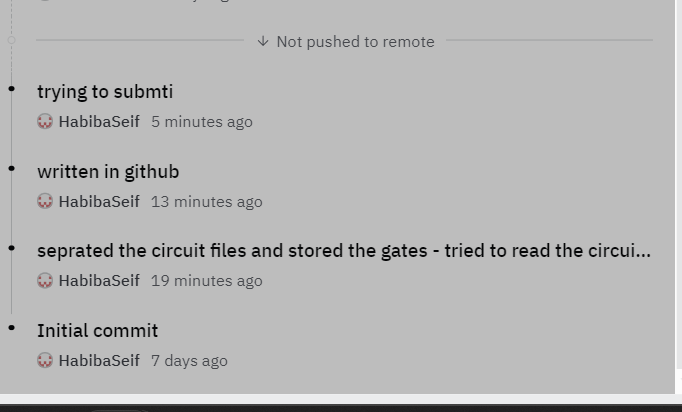 Not pushed to remote
trying to submti
HabibaSeif 5 minutes ago
written in github
HabibaSeif 13 minutes ago
seprated the circuit files and stored the gates - tried to read the circui...
HabibaSeif 19 minutes ago
Initial commit
HabibaSeif 7 days ago